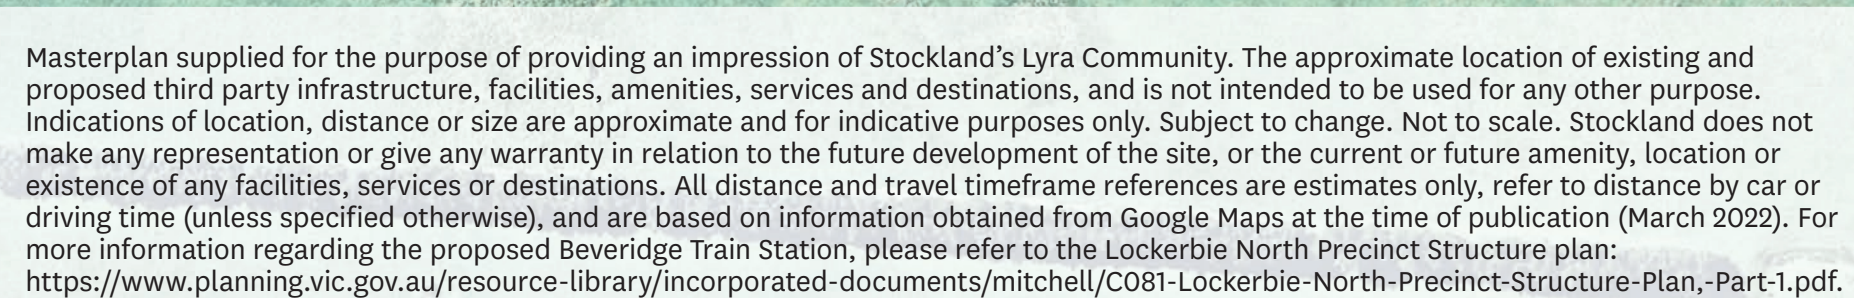 Masterplan supplied for the purpose of providing an impression of Stockland’s Lyra Community. The approximate location of existing and
proposed third party infrastructure, facilities, amenities, services and destinations, and is not intended to be used for any other purpose.
Indications of location, distance or size are approximate and for indicative purposes only. Subject to change. Not to scale. Stockland does not
make any representation or give any warranty in relation to the future development of the site, or the current or future amenity, location or
existence of any facilities, services or destinations. All distance and travel timeframe references are estimates only, refer to distance by car or
driving time (unless specified otherwise), and are based on information obtained from Google Maps at the time of publication (March 2022). For
more information regarding the proposed Beveridge Train Station, please refer to the Lockerbie North Precinct Structure plan:
https://www.planning.vic.gov.au/resource-library/incorporated-documents/mitchell/C081-Lockerbie-North-Precinct-Structure-Plan,-Part-1.pdf.